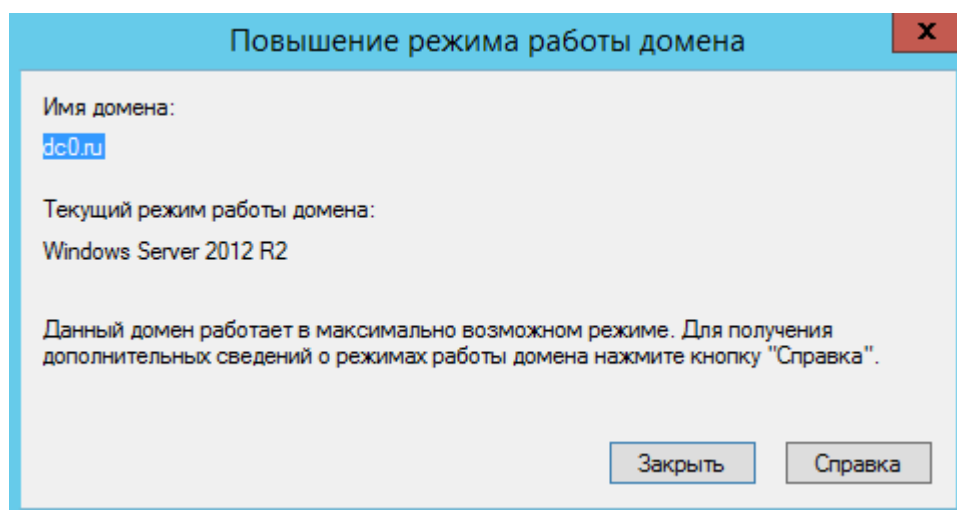 Повышение режима работы домена
x
Имя домена:
dc0.ru
Текущий режим работы домена:
Windows Server 2012 R2
Данный домен работает в максимально возможном режиме. Для получения
дополнительных сведений о режимах работы домена нажмите кнопку "Справка".
Закрыть
Справка